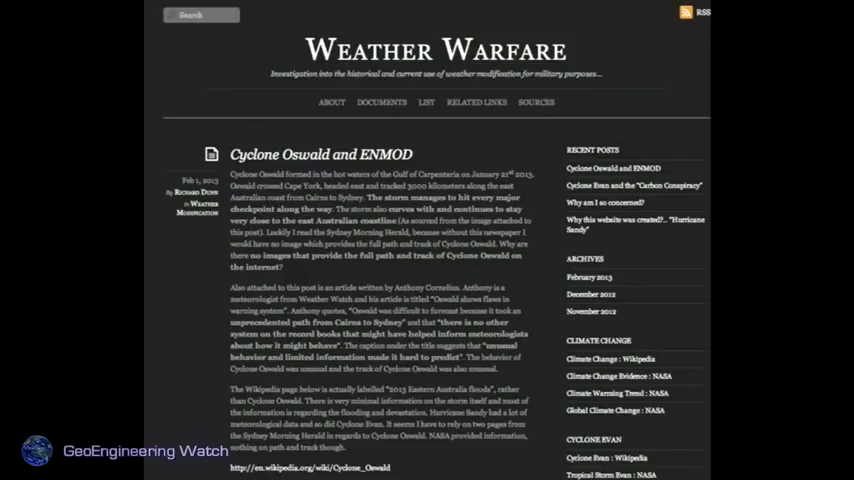 Search
RSS
WEATHER WARFARE
Investigation into the historical and current use of weather modification for military purposes...
ABOUT DOCUMENTS LIST RELATED LINKS SOURCES
Cyclone Oswald and ENMOD
Feb 1, 2013
By RICHARD DUNN
in WEATHER
MODIFICATION
Cyclone Oswald formed in the hot waters of the Gulf of Carpentaria on January 21st 2013.
Oswald crossed Cape York, headed east and tracked 3000 kilometers along the east
Australian coast from Cairns to Sydney. The storm manages to hit every major
checkpoint along the way. The storm also curves with and continues to stay
very close to the east Australian coastline (As sourced from the image attached to
this post). Luckily I read the Sydney Morning Herald, because without this newspaper I
would have no image which provides the full path and track of Cyclone Oswald. Why are
there no images that provide the full path and track of Cyclone Oswald on
the internet?
Also attached to this post is an article written by Anthony Cornelius. Anthony is a
meteorologist from Weather Watch and his article is titled "Oswald shows flaws in
warning system". Anthony quotes, "Oswald was difficult to forecast because it took an
unprecedented path from Cairns to Sydney" and that "there is no other
system on the record books that might have helped inform meteorologists
about how it might behave". The caption under the title suggests that "unusual
behavior and limited information made it hard to predict". The behavior of
Cyclone Oswald was unusual and the track of Cyclone Oswald was also unusual.
The Wikipedia page below is actually labelled "2013 Eastern Australia floods", rather
than Cyclone Oswald. There is very minimal information on the storm itself and most of
the information is regarding the flooding and devastation. Hurricane Sandy had a lot of
meteorological data and so did Cyclone Evan. It seems I have to rely on two pages from
the Sydney Morning Herald in regards to Cyclone Oswald. NASA provided information,
nothing on path and track though.
http://en.wikipedia.org/wiki/Cyclone_Oswald
RECENT POSTS
Cyclone Oswald and ENMOD
Cyclone Evan and the "Carbon Conspiracy"
Why am I so concerned?
Why this website was created?.. "Hurricane
Sandy"
ARCHIVES
February 2013
December 2012
November 2012
CLIMATE CHANGE
Climate Change : Wikipedia
Climate Change Evidence : NASA
Climate Warming Trend : NASA
Global Climate Change : NASA
CYCLONE EVAN
Cyclone Evan : Wikipedia
Tropical Storm Evan : NASA
GeoEngineering Watch